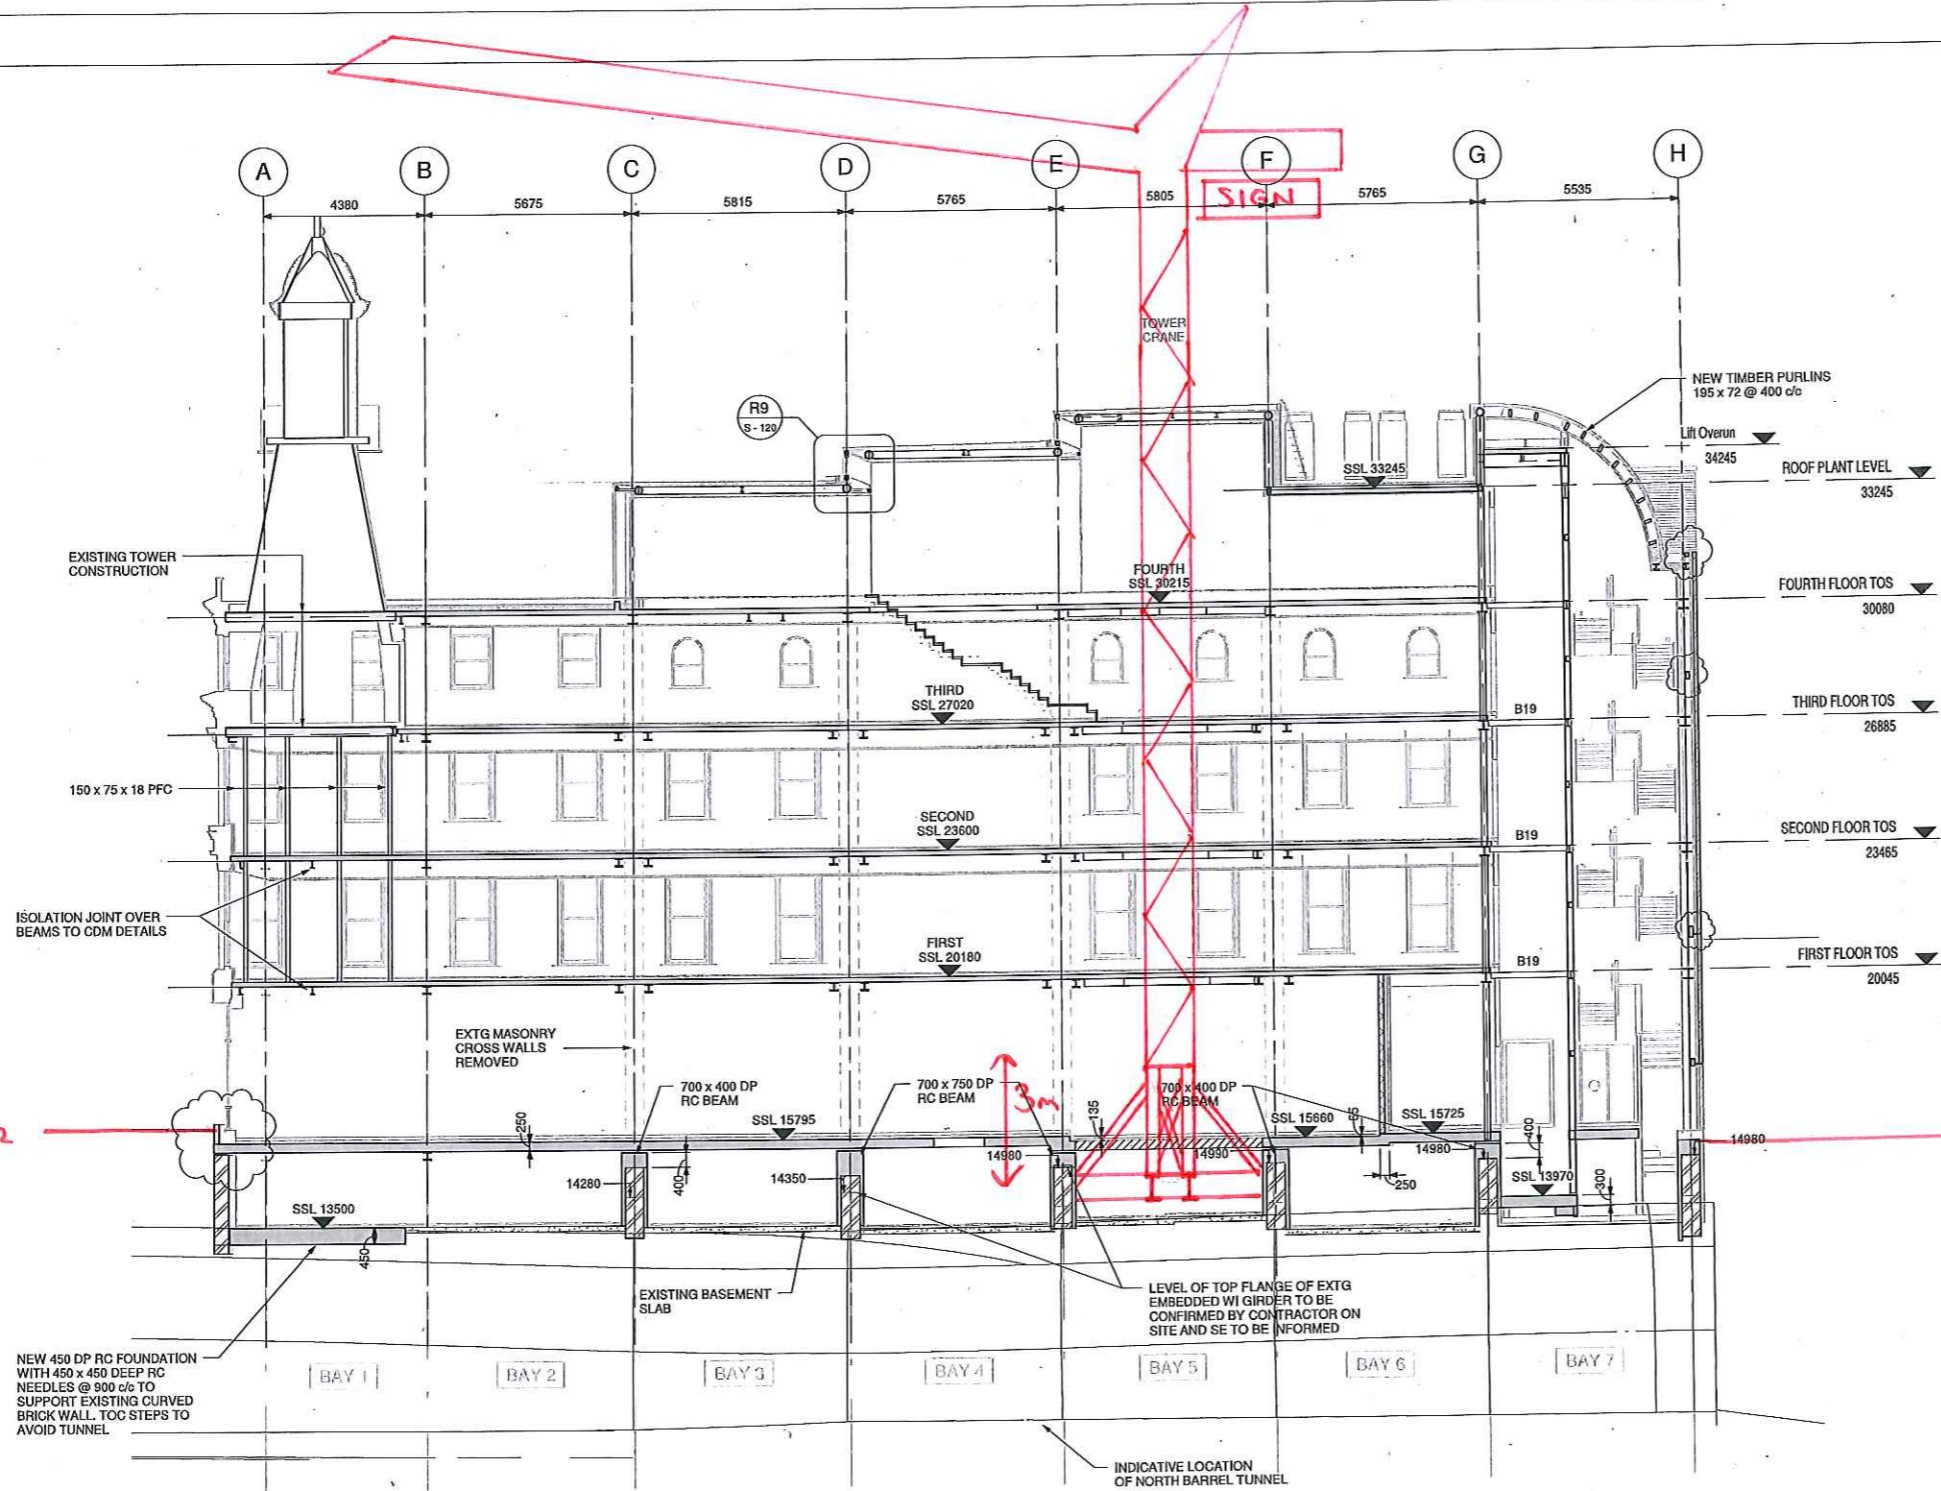 A
B
C
D
E
F
G
H
4380
5675
5815
5765
5805
5765
5535
SIGN
TOWER
CRANE
R9
S - 120
NEW TIMBER PURLINS
195 x 72 @ 400 c/c
Lift Overun
34245
ROOF PLANT LEVEL
33245
SSL 33245
EXISTING TOWER
CONSTRUCTION
FOURTH
SSL 30215
FOURTH FLOOR TOS
30080
THIRD
SSL 27020
B19
THIRD FLOOR TOS
26885
150 x 75 x 18 PFC
SECOND
SSL 23600
B19
SECOND FLOOR TOS
23465
ISOLATION JOINT OVER
BEAMS TO CDM DETAILS
FIRST
SSL 20180
B19
FIRST FLOOR TOS
20045
EXTG MASONRY
CROSS WALLS
REMOVED
700 x 400 DP
RC BEAM
700 x 750 DP
RC BEAM
3m
700 x 400 DP
RC BEAM
250
SSL 15795
135
SSL 15660
65
SSL 15725
400
14980
14280
400
14350
14980
14990
14980
250
SSL 13970
300
SSL 13500
450
EXISTING BASEMENT
SLAB
LEVEL OF TOP FLANGE OF EXTG
EMBEDDED WI GIRDER TO BE
CONFIRMED BY CONTRACTOR ON
SITE AND SE TO BE INFORMED
NEW 450 DP RC FOUNDATION
WITH 450 x 450 DEEP RC
NEEDLES @ 900 c/c TO
SUPPORT EXISTING CURVED
BRICK WALL. TOC STEPS TO
AVOID TUNNEL
BAY 1
BAY 2
BAY 3
BAY 4
BAY 5
BAY 6
BAY 7
INDICATIVE LOCATION
OF NORTH BARREL TUNNEL